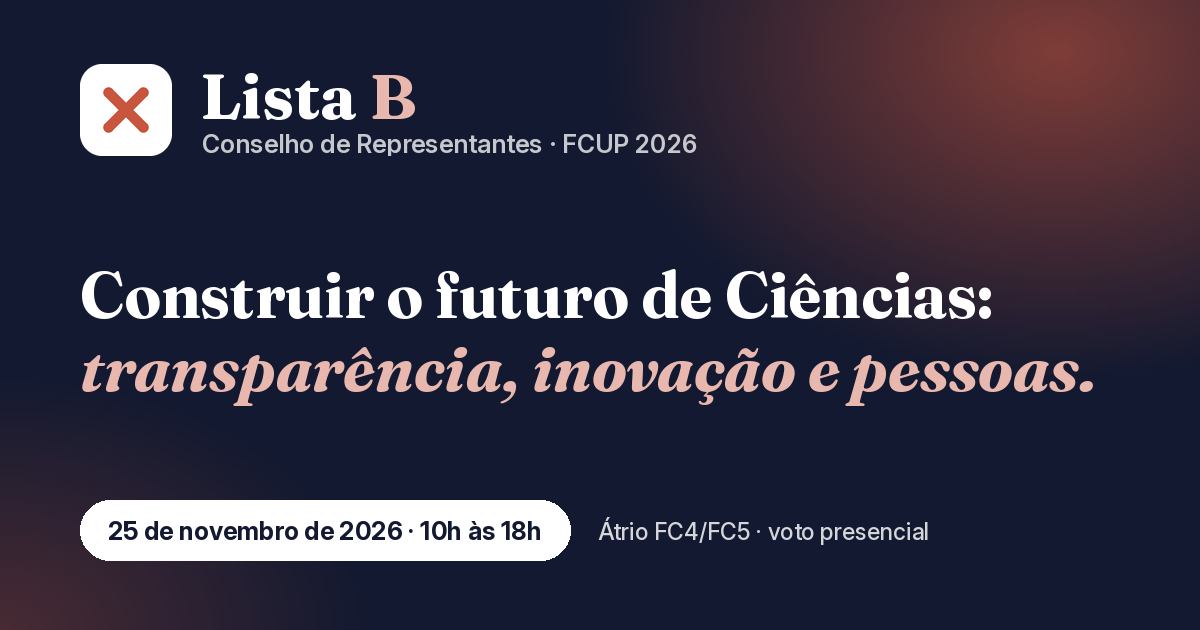 Lista B
Conselho de Representantes · FCUP 2026
Construir o futuro de Ciências:
transparência, inovação e pessoas.
25 de novembro de 2026 · 10h às 18h
Átrio FC4/FC5 · voto presencial